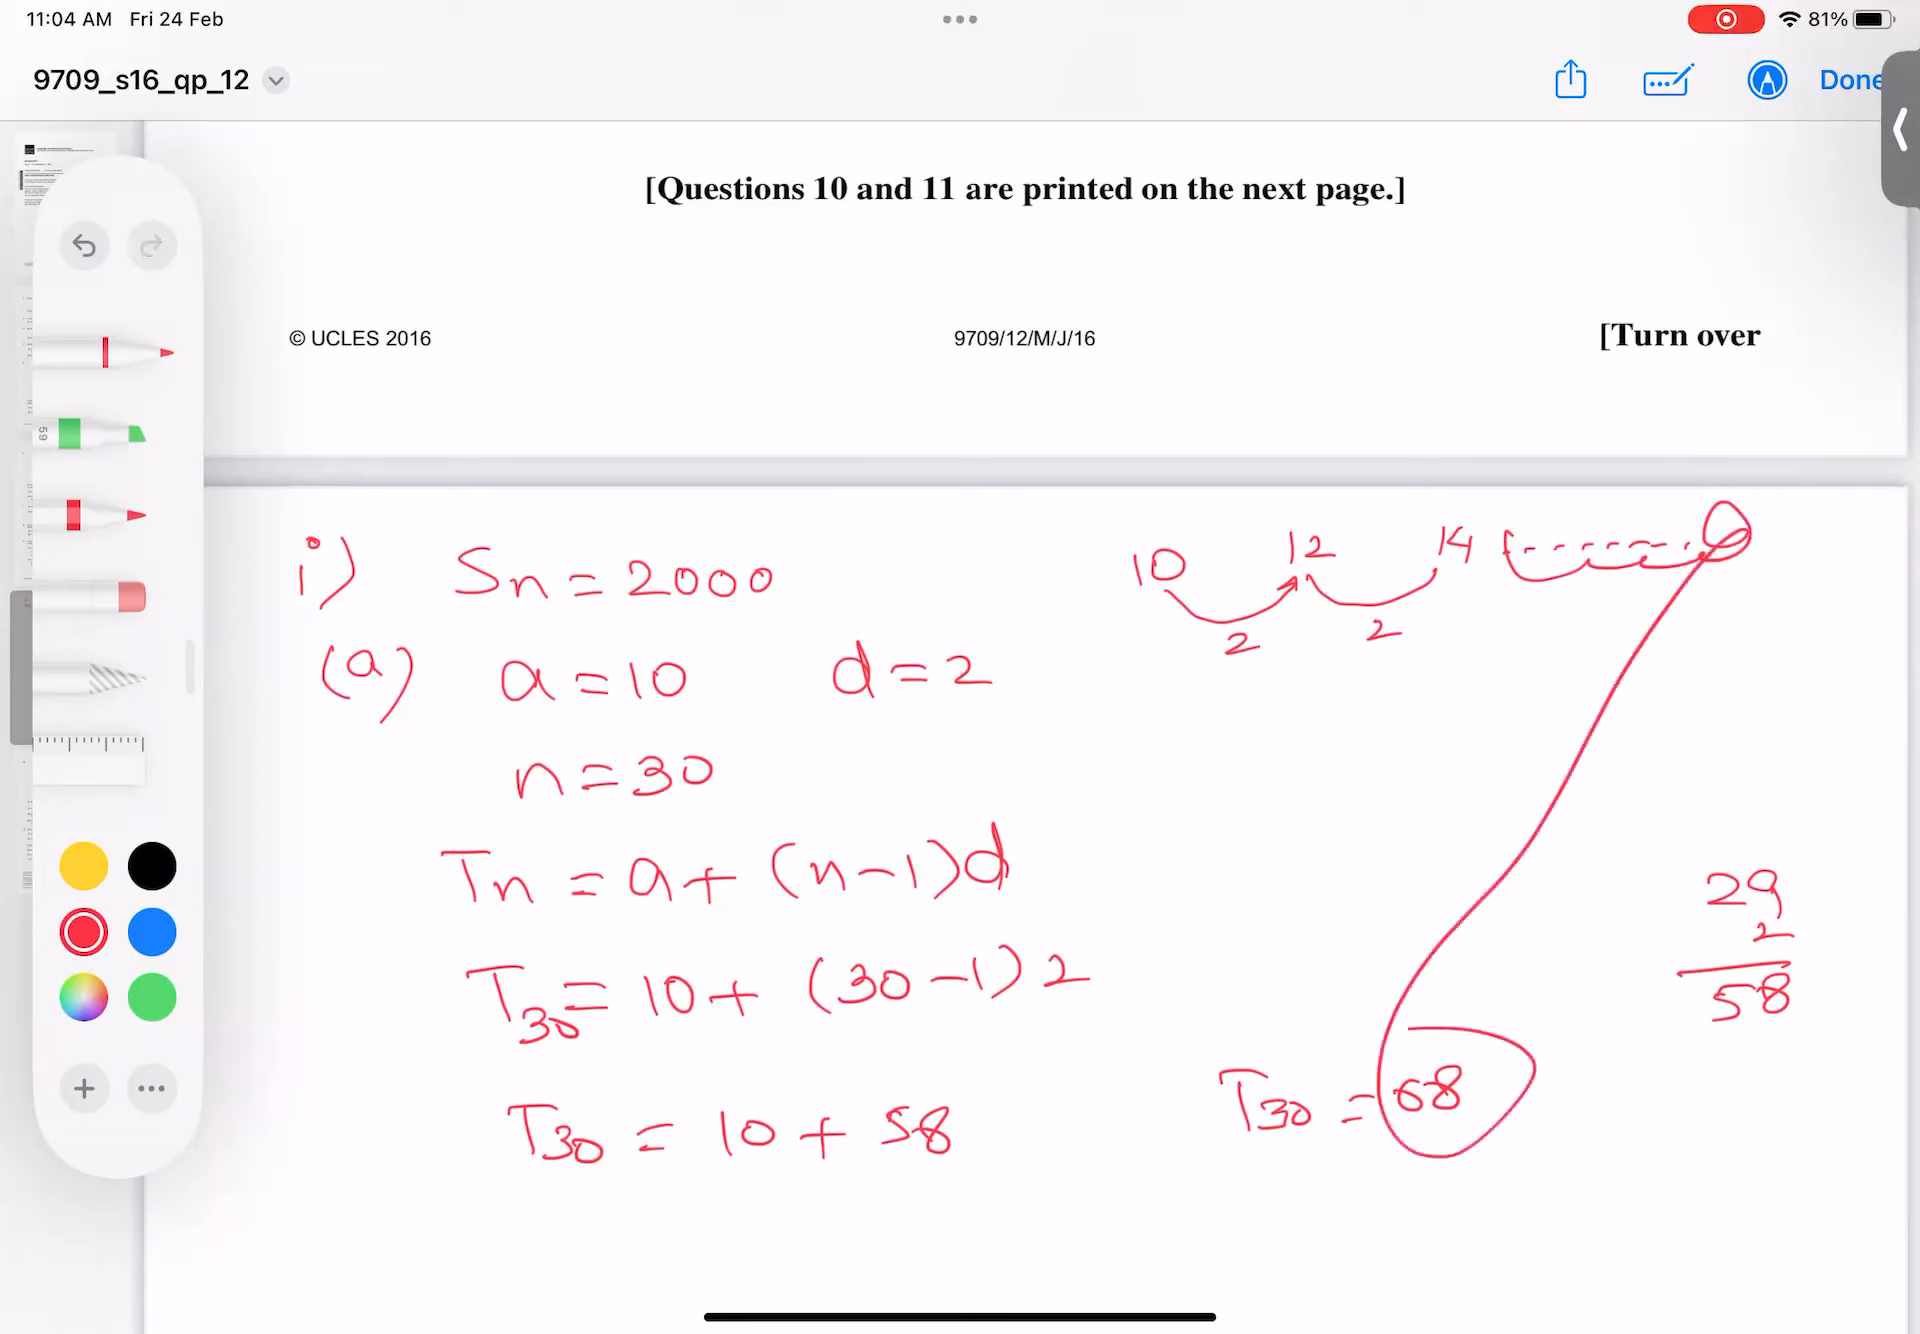 11:04 AM Fri 24 Feb
81%
9709_s16_qp_12
Done
[Questions 10 and 11 are printed on the next page.]
© UCLES 2016
9709/12/M/J/16
[Turn over
59
i) Sn = 2000
10 12 14
2 2
(a) a = 10 d = 2
n = 30
Tn = a + (n-1)d
T30 = 10 + (30-1)2
29
2
58
T30 = 10 + 58
T30 = 68